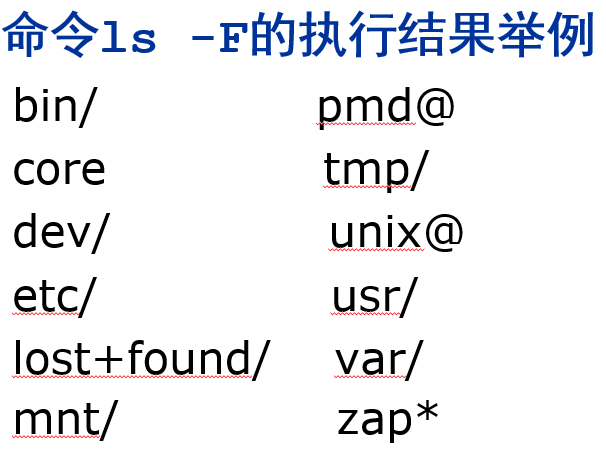 命令ls -F的执行结果举例
bin/ pmd@
core tmp/
dev/ unix@
etc/ usr/
lost+found/ var/
mnt/ zap*